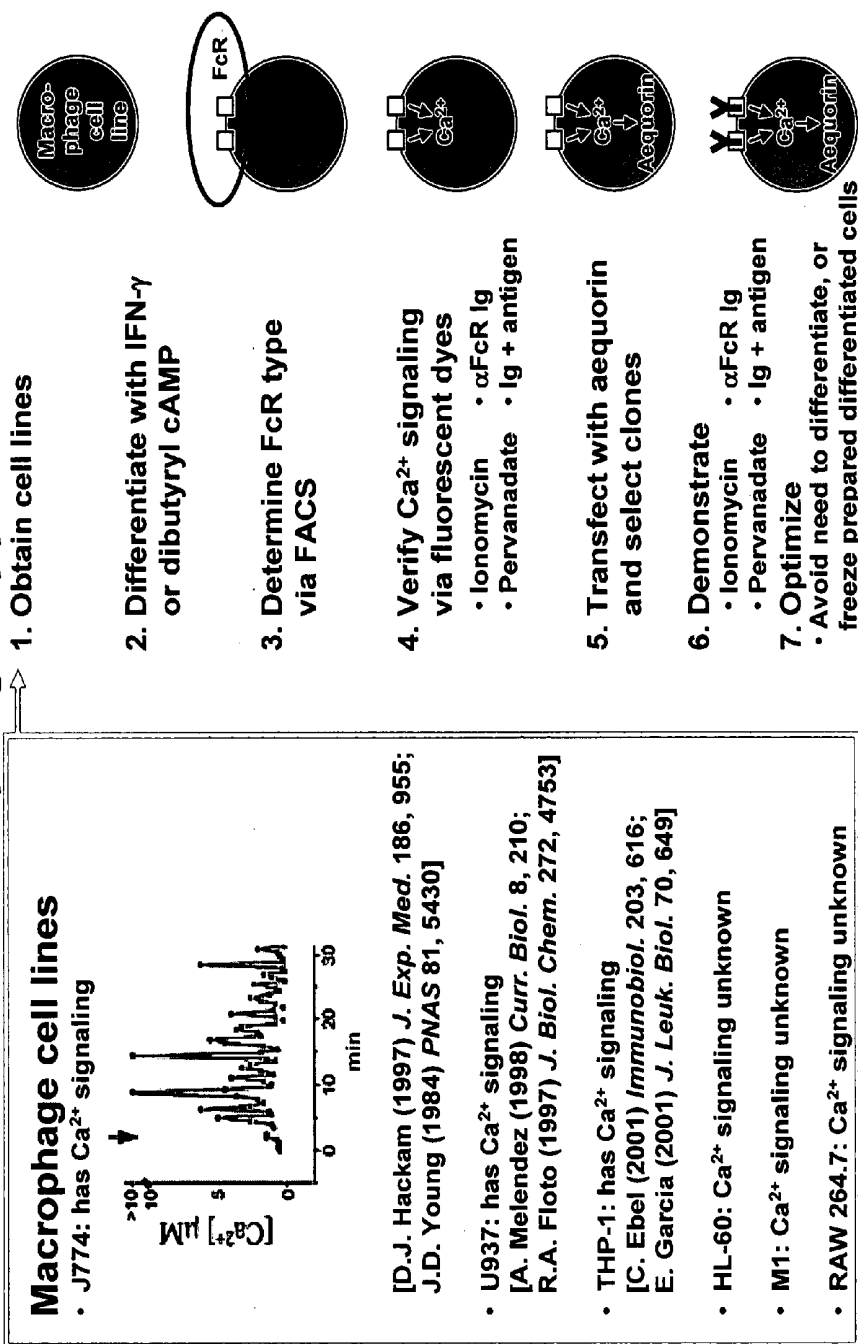 Macrophage cell lines
• J774: has Ca²⁺ signaling
[Ca²⁺] µM
>10
10
5
0
0
10
20
30
min
[D.J. Hackam (1997) J. Exp. Med. 186, 955;
J.D. Young (1984) PNAS 81, 5430]
• U937: has Ca²⁺ signaling
[A. Melendez (1998) Curr. Biol. 8, 210;
R.A. Floto (1997) J. Biol. Chem. 272, 4753]
• THP-1: has Ca²⁺ signaling
[C. Ebel (2001) Immunobiol. 203, 616;
E. Garcia (2001) J. Leuk. Biol. 70, 649]
• HL-60: Ca²⁺ signaling unknown
• M1: Ca²⁺ signaling unknown
• RAW 264.7: Ca²⁺ signaling unknown
1. Obtain cell lines
2. Differentiate with IFN-γ
or dibutyryl cAMP
3. Determine FcR type
via FACS
4. Verify Ca²⁺ signaling
via fluorescent dyes
• Ionomycin • αFcR Ig
• Pervanadate • Ig + antigen
5. Transfect with aequorin
and select clones
6. Demonstrate
• Ionomycin • αFcR Ig
• Pervanadate • Ig + antigen
7. Optimize
• Avoid need to differentiate, or
freeze prepared differentiated cells
Macro-
phage
cell
line
FcR
Ca²⁺
Ca²⁺
Aequorin
Ca²⁺
Aequorin